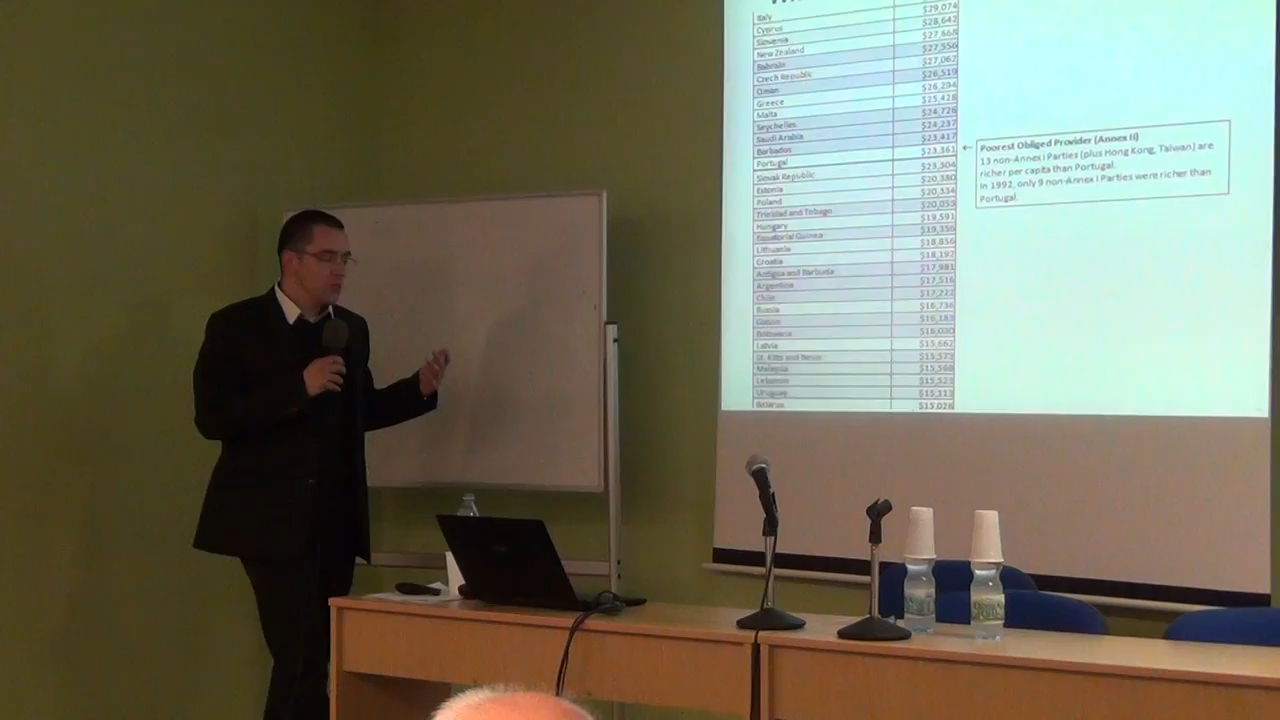 Italy
Cyprus $29,074
Slovenia $28,642
New Zealand $27,668
Bahrain $27,556
Czech Republic $27,062
Oman $26,519
Greece $26,294
Malta $25,428
Seychelles $24,726
Saudi Arabia $24,237
Barbados $23,417
Portugal $23,361
Slovak Republic $23,304
Estonia $20,380
Poland $20,334
Trinidad and Tobago $20,053
Hungary $19,591
Equatorial Guinea $19,356
Lithuania $18,856
Croatia $18,192
Antigua and Barbuda $17,981
Argentina $17,516
Chile $17,222
Russia $16,736
Gabon $16,183
Botswana $16,030
Latvia $15,662
St. Kitts and Nevis $15,573
Malaysia $15,568
Lebanon $15,523
Uruguay $15,113
Belarus $15,028
← Poorest Obliged Provider (Annex II)
13 non-Annex I Parties (plus Hong Kong, Taiwan) are
richer per capita than Portugal.
In 1992, only 9 non-Annex I Parties were richer than
Portugal.